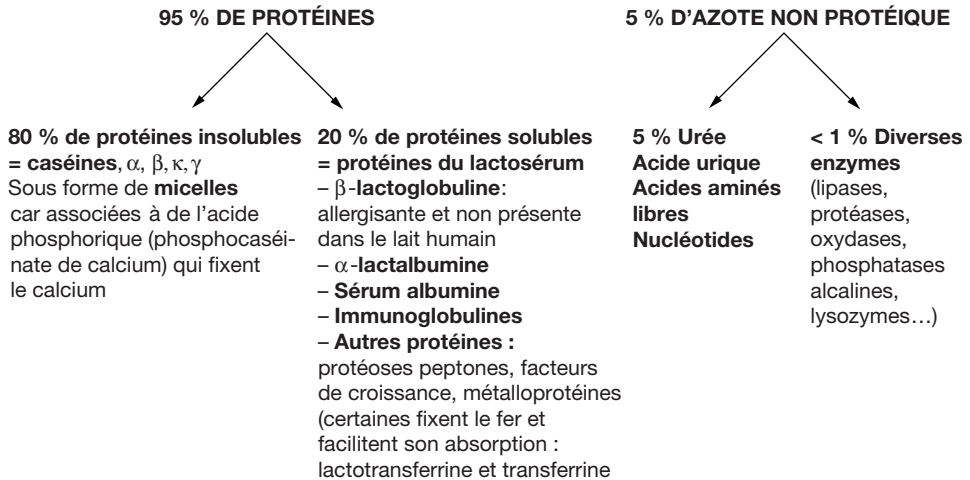 95 % DE PROTÉINES
80 % de protéines insolubles
= caséines, α, β, κ, γ
Sous forme de micelles
car associées à de l'acide
phosphorique (phosphocaséi-
nate de calcium) qui fixent
le calcium
20 % de protéines solubles
= protéines du lactosérum
– β-lactoglobuline:
allergisante et non présente
dans le lait humain
– α-lactalbumine
– Sérum albumine
– Immunoglobulines
– Autres protéines :
protéoses peptones, facteurs
de croissance, métalloprotéines
(certaines fixent le fer et
facilitent son absorption :
lactotransferrine et transferrine
5 % D'AZOTE NON PROTÉIQUE
5 % Urée
Acide urique
Acides aminés
libres
Nucléotides
< 1 % Diverses
enzymes
(lipases,
protéases,
oxydases,
phosphatases
alcalines,
lysozymes…)